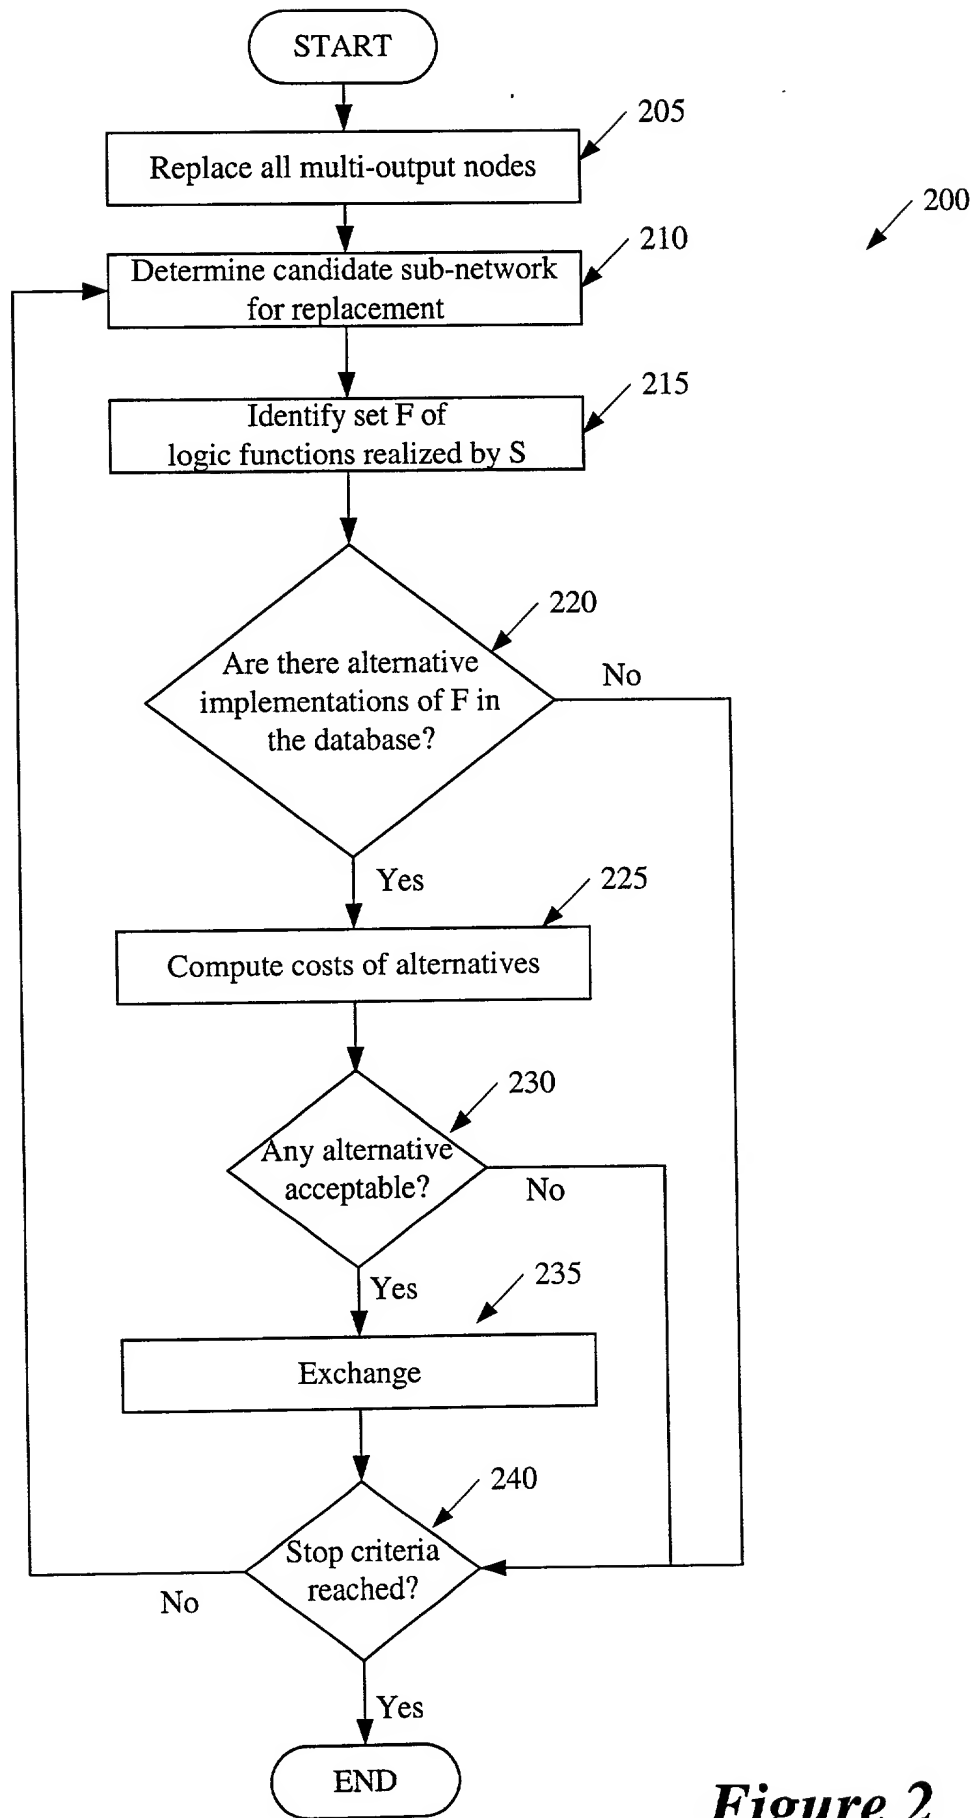 START
205
Replace all multi-output nodes
200
210
Determine candidate sub-network
for replacement
215
Identify set F of
logic functions realized by S
220
Are there alternative
implementations of F in
the database?
No
Yes
225
Compute costs of alternatives
230
Any alternative
acceptable?
No
Yes
235
Exchange
240
Stop criteria
reached?
No
Yes
END
Figure 2